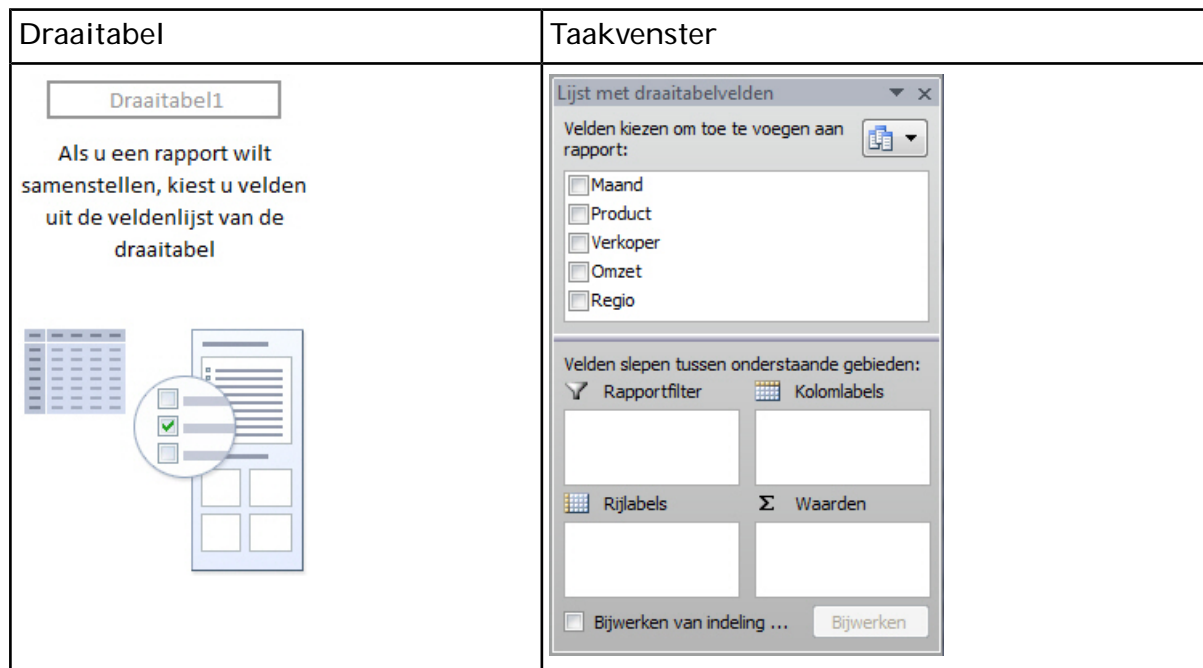 Draaitabel
Taakvenster
Draaitabel1
Als u een rapport wilt
samenstellen, kiest u velden
uit de veldenlijst van de
draaitabel
Lijst met draaitabelvelden
Velden kiezen om toe te voegen aan
rapport:
Maand
Product
Verkoper
Omzet
Regio
Velden slepen tussen onderstaande gebieden:
Rapportfilter
Kolomlabels
Rijlabels
Σ Waarden
Bijwerken van indeling ...
Bijwerken